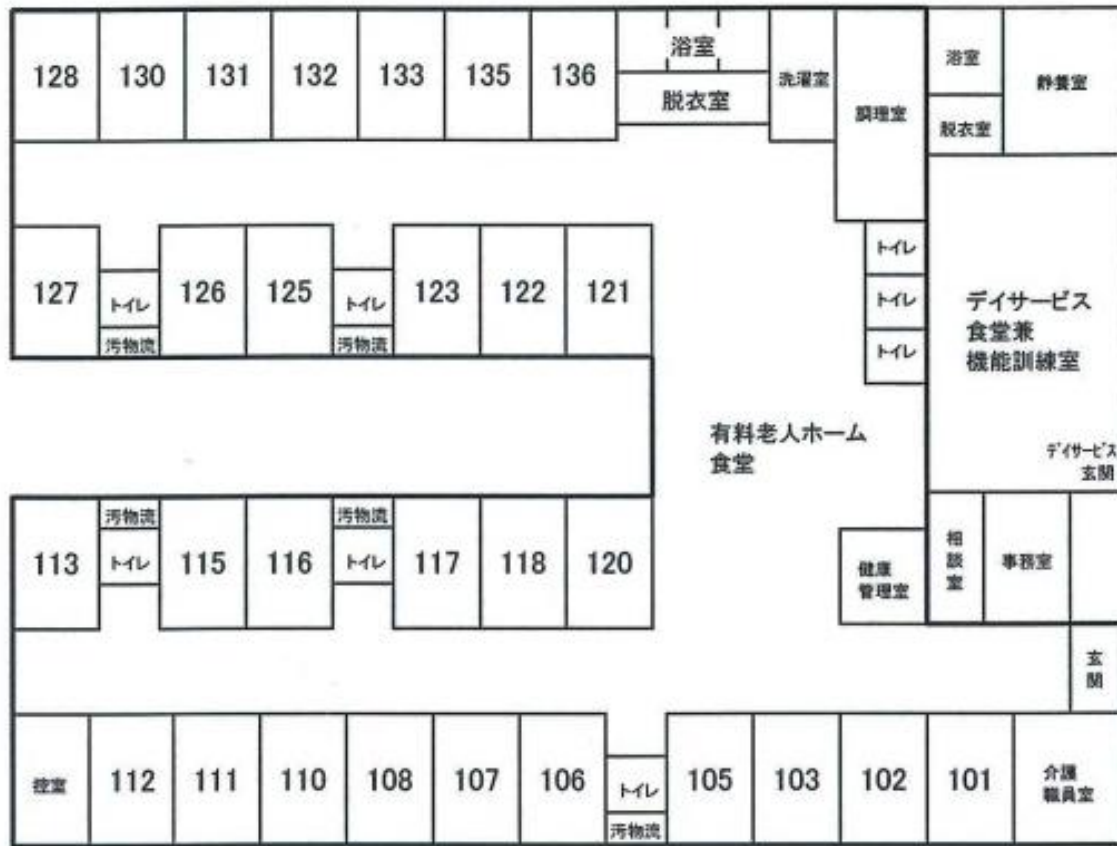 128
130
131
132
133
135
136
浴室
脱衣室
洗濯室
調理室
浴室
脱衣室
静養室
127
トイレ
汚物流
126
125
トイレ
汚物流
123
122
121
トイレ
トイレ
トイレ
デイサービス
食堂兼
機能訓練室
有料老人ホーム
食堂
デイサービス
玄関
113
汚物流
トイレ
115
116
汚物流
トイレ
117
118
120
健康
管理室
相
談
室
事務室
玄
関
控室
112
111
110
108
107
106
トイレ
汚物流
105
103
102
101
介護
職員室